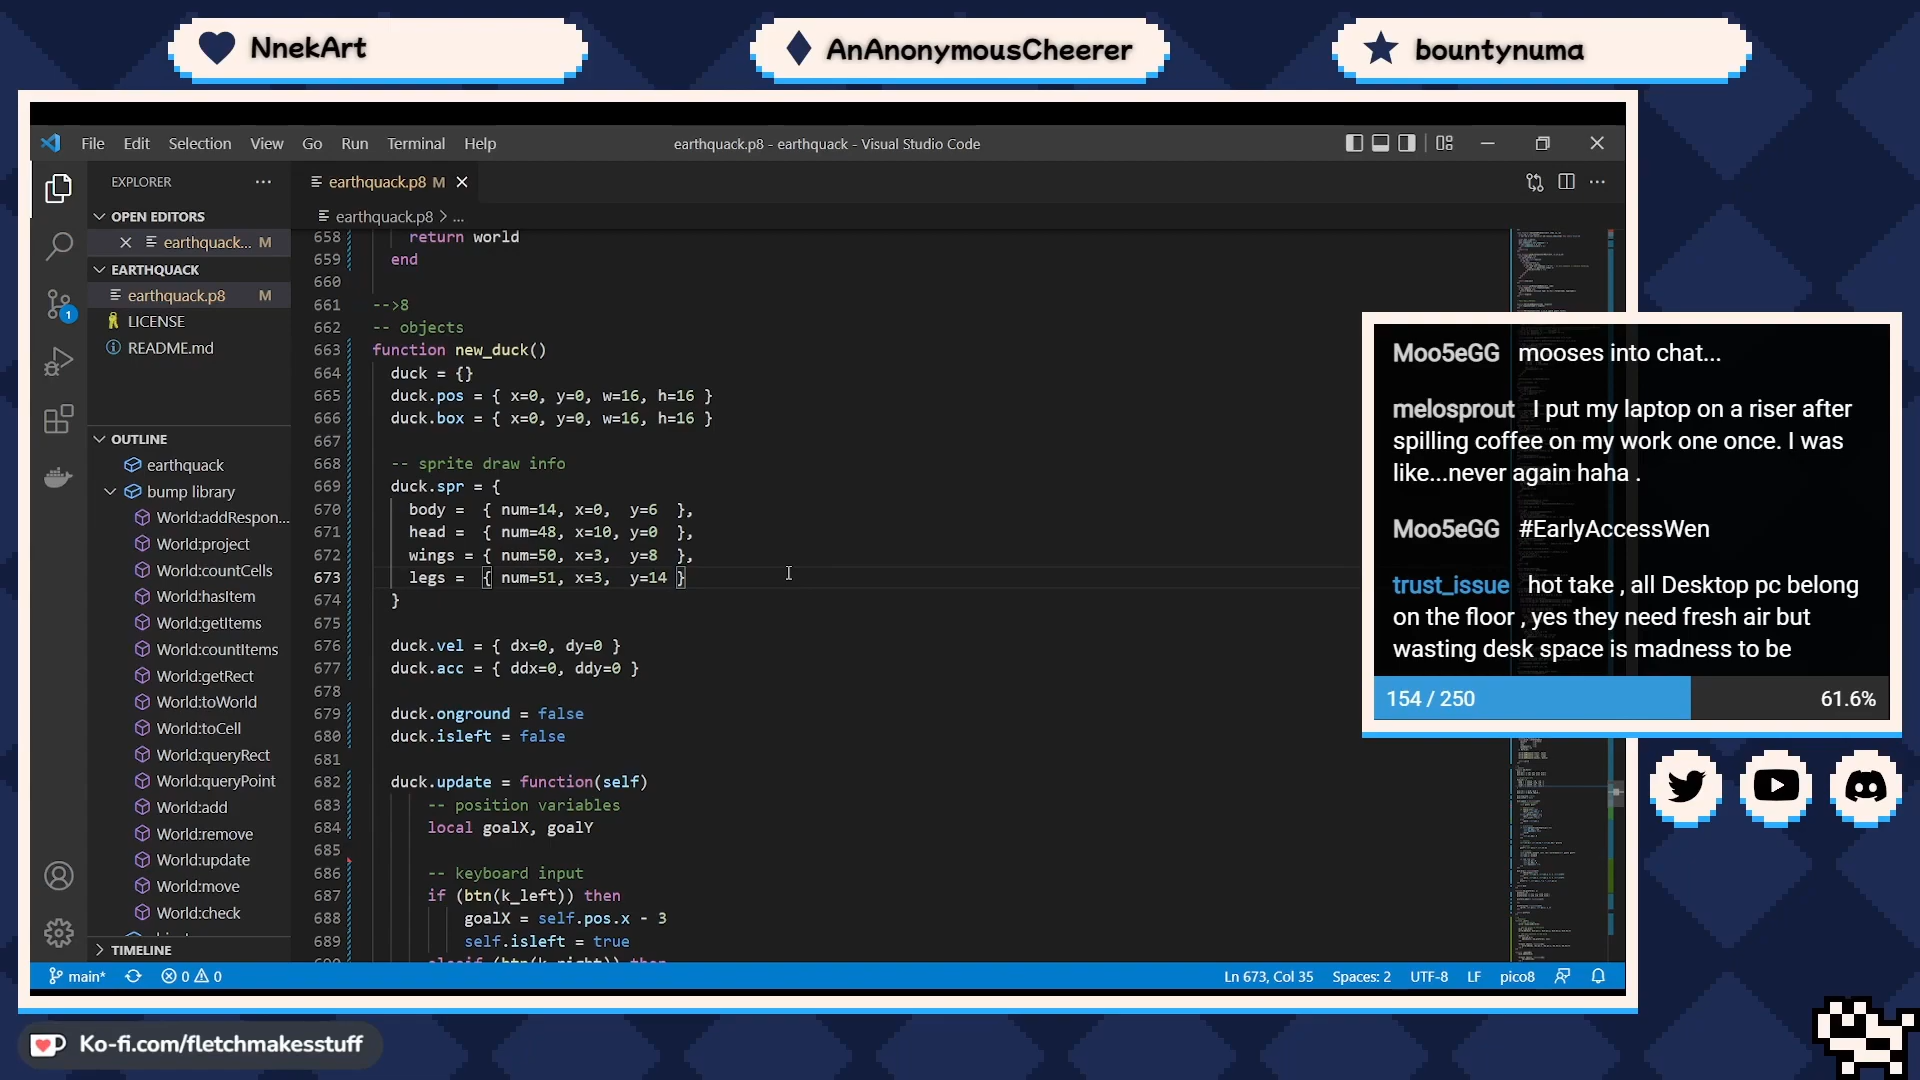 NnekArt
AnAnonymousCheerer
bountynuma
File Edit Selection View Go Run Terminal Help
earthquack.p8 - earthquack - Visual Studio Code
EXPLORER
OPEN EDITORS
earthquack... M
EARTHQUACK
earthquack.p8 M
LICENSE
README.md
OUTLINE
earthquack
bump library
World:addRespon...
World:project
World:countCells
World:hasItem
World:getItems
World:countItems
World:getRect
World:toWorld
World:toCell
World:queryRect
World:queryPoint
World:add
World:remove
World:update
World:move
World:check
TIMELINE
earthquack.p8 M
earthquack.p8 > ...
658 return world
659 end
660
661 -->8
662 -- objects
663 function new_duck()
664 duck = {}
665 duck.pos = { x=0, y=0, w=16, h=16 }
666 duck.box = { x=0, y=0, w=16, h=16 }
667
668 -- sprite draw info
669 duck.spr = {
670 body = { num=14, x=0, y=6 },
671 head = { num=48, x=10, y=0 },
672 wings = { num=50, x=3, y=8 },
673 legs = { num=51, x=3, y=14 }
674 }
675
676 duck.vel = { dx=0, dy=0 }
677 duck.acc = { ddx=0, ddy=0 }
678
679 duck.onground = false
680 duck.isleft = false
681
682 duck.update = function(self)
683 -- position variables
684 local goalX, goalY
685
686 -- keyboard input
687 if (btn(k_left)) then
688 goalX = self.pos.x - 3
689 self.isleft = true
main* 0 0
Ln 673, Col 35 Spaces: 2 UTF-8 LF pico8
Moo5eGG mooses into chat...
melosprout I put my laptop on a riser after
spilling coffee on my work one once. I was
like...never again haha .
Moo5eGG #EarlyAccessWen
trust_issue hot take , all Desktop pc belong
on the floor , yes they need fresh air but
wasting desk space is madness to be
154 / 250 61.6%
1
Ko-fi.com/fletchmakesstuff